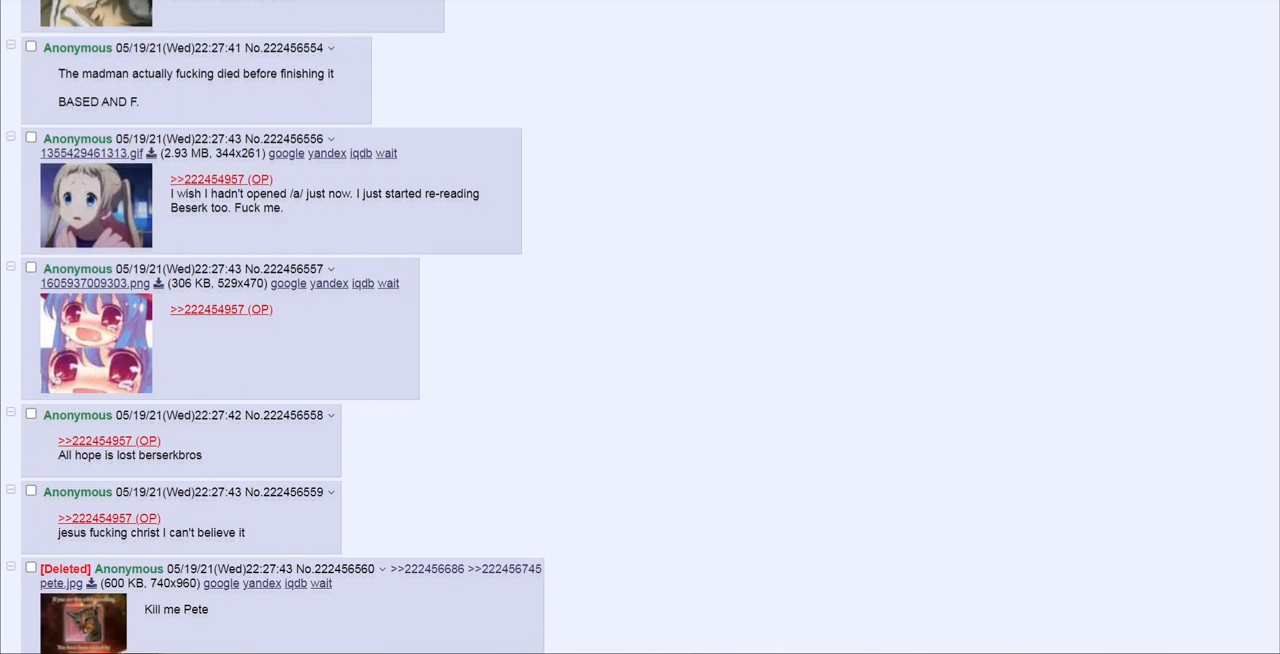 Anonymous 05/19/21(Wed)22:27:41 No.222456554
The madman actually fucking died before finishing it
BASED AND F.
Anonymous 05/19/21(Wed)22:27:43 No.222456556
1355429461313.gif (2.93 MB, 344x261) google yandex iqdb wait
>>222454957 (OP)
I wish I hadn't opened /a/ just now. I just started re-reading
Beserk too. Fuck me.
Anonymous 05/19/21(Wed)22:27:43 No.222456557
1605937009303.png (306 KB, 529x470) google yandex iqdb wait
>>222454957 (OP)
Anonymous 05/19/21(Wed)22:27:42 No.222456558
>>222454957 (OP)
All hope is lost berserkbros
Anonymous 05/19/21(Wed)22:27:43 No.222456559
>>222454957 (OP)
jesus fucking christ I can't believe it
[Deleted] Anonymous 05/19/21(Wed)22:27:43 No.222456560 >>222456686 >>222456745
pete.jpg (600 KB, 740x960) google yandex iqdb wait
Kill me Pete